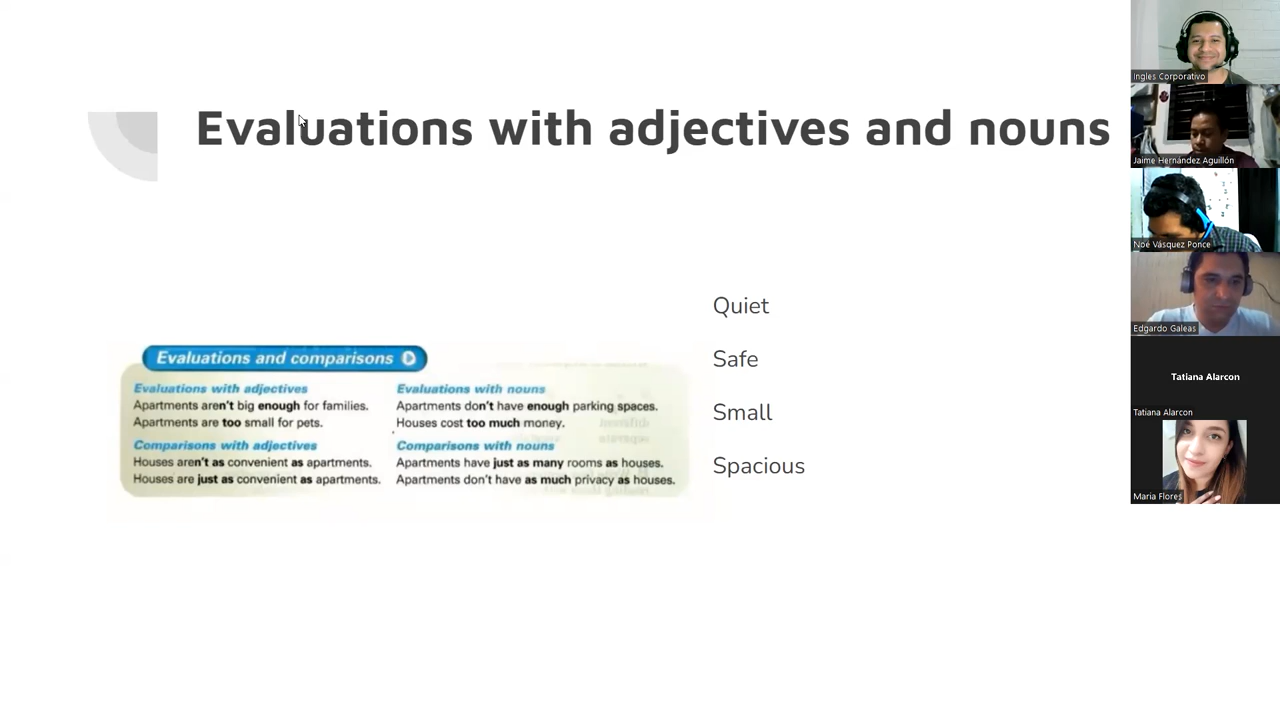 Evaluations with adjectives and nouns
Evaluations and comparisons
Evaluations with adjectives
Apartments aren't big enough for families.
Apartments are too small for pets.
Comparisons with adjectives
Houses aren't as convenient as apartments.
Houses are just as convenient as apartments.
Evaluations with nouns
Apartments don't have enough parking spaces.
Houses cost too much money.
Comparisons with nouns
Apartments have just as many rooms as houses.
Apartments don't have as much privacy as houses.
Quiet
Safe
Small
Spacious
Ingles Corporativo
Jaime Hernández Aguillón
Noé Vásquez Ponce
Edgardo Galeas
Tatiana Alarcon
Tatiana Alarcon
Maria Flores